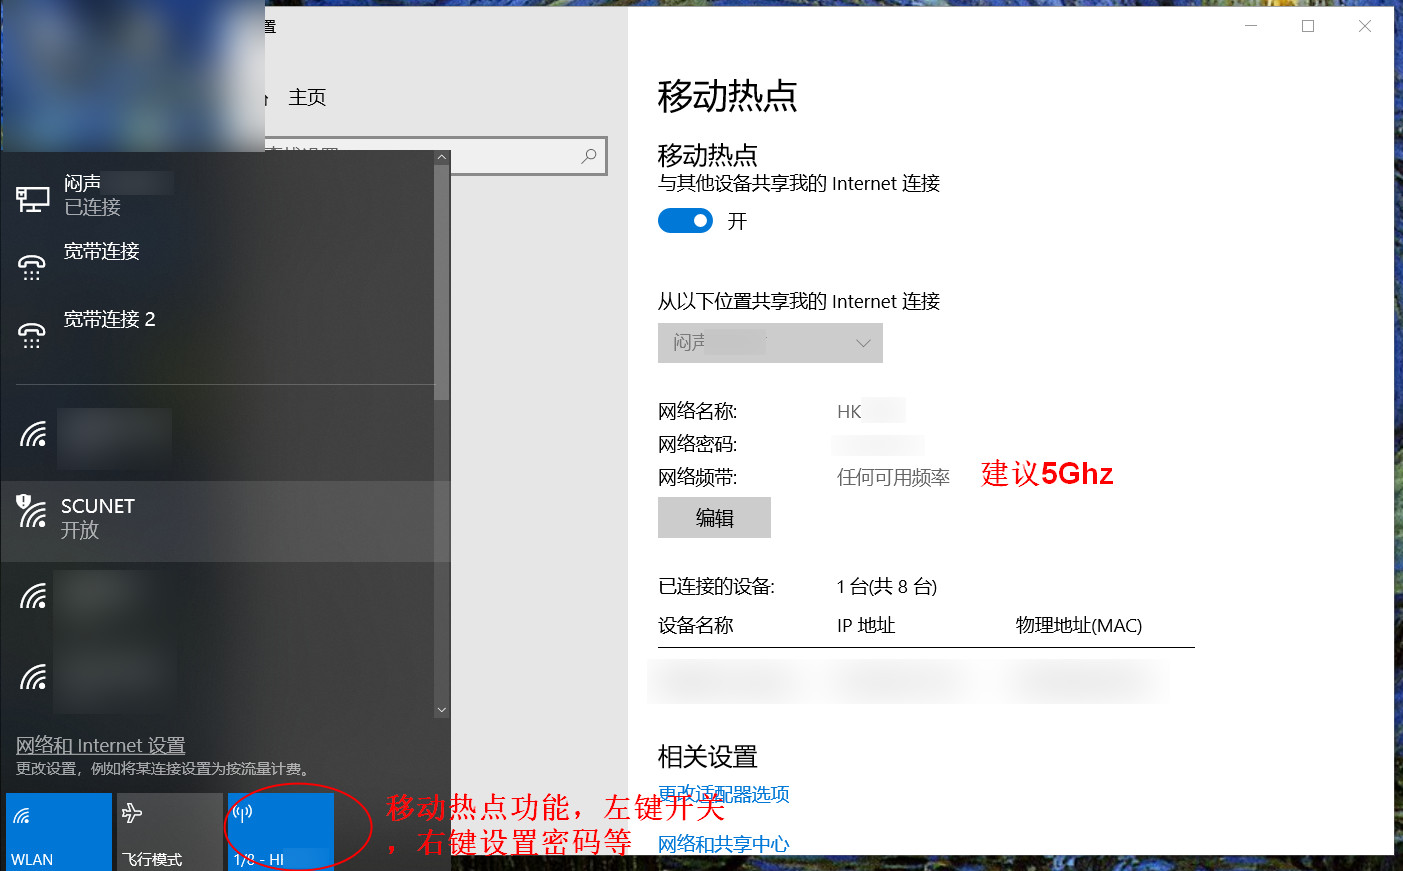 置
主页
闷声
已连接
宽带连接
宽带连接 2
SCUNET
开放
网络和 Internet 设置
更改设置，例如将某连接设置为按流量计费。
WLAN
飞行模式
1/8 - HI
移动热点功能，左键开关
，右键设置密码等
移动热点
移动热点
与其他设备共享我的 Internet 连接
开
从以下位置共享我的 Internet 连接
闷声
网络名称: HK
网络密码:
网络频带: 任何可用频率
建议5Ghz
编辑
已连接的设备: 1 台(共 8 台)
设备名称 IP 地址 物理地址(MAC)
相关设置
更改适配器选项
网络和共享中心